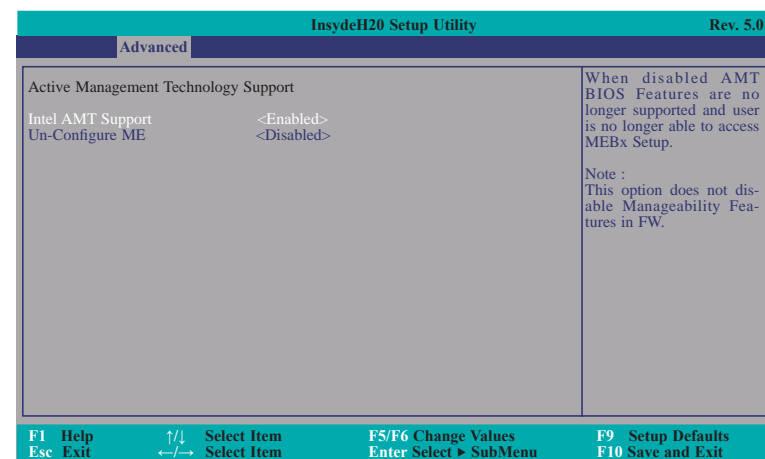 InsydeH20 Setup Utility Rev. 5.0
Advanced
Active Management Technology Support
Intel AMT Support <Enabled>
Un-Configure ME <Disabled>
When disabled AMT
BIOS Features are no
longer supported and user
is no longer able to access
MEBx Setup.
Note :
This option does not dis-
able Manageability Fea-
tures in FW.
F1 Help ↑/↓ Select Item F5/F6 Change Values F9 Setup Defaults
Esc Exit ←/→ Select Item Enter Select ► SubMenu F10 Save and Exit